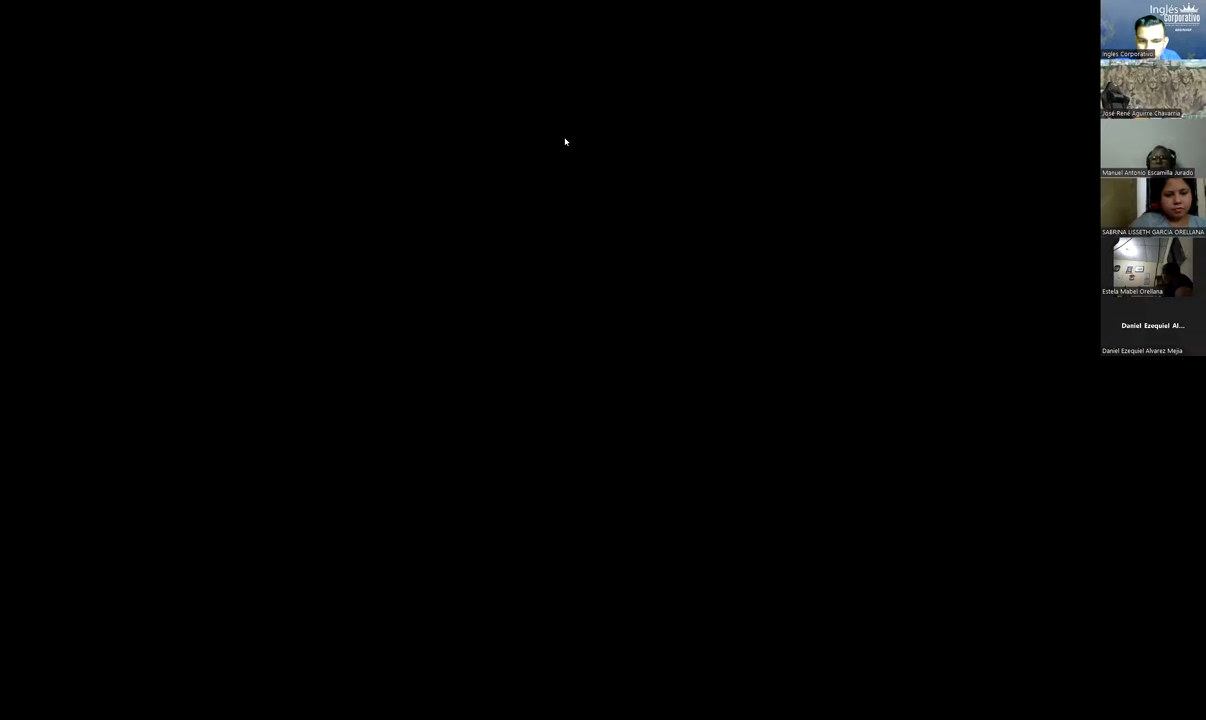 Inglés
Corporativo
Ingles Corporativo
José René Aguirre Chavarria
Manuel Antonio Escamilla Jurado
SABRINA LISSETH GARCIA ORELLANA
Estela Mabel Orellana
Daniel Ezequiel Al...
Daniel Ezequiel Alvarez Mejia